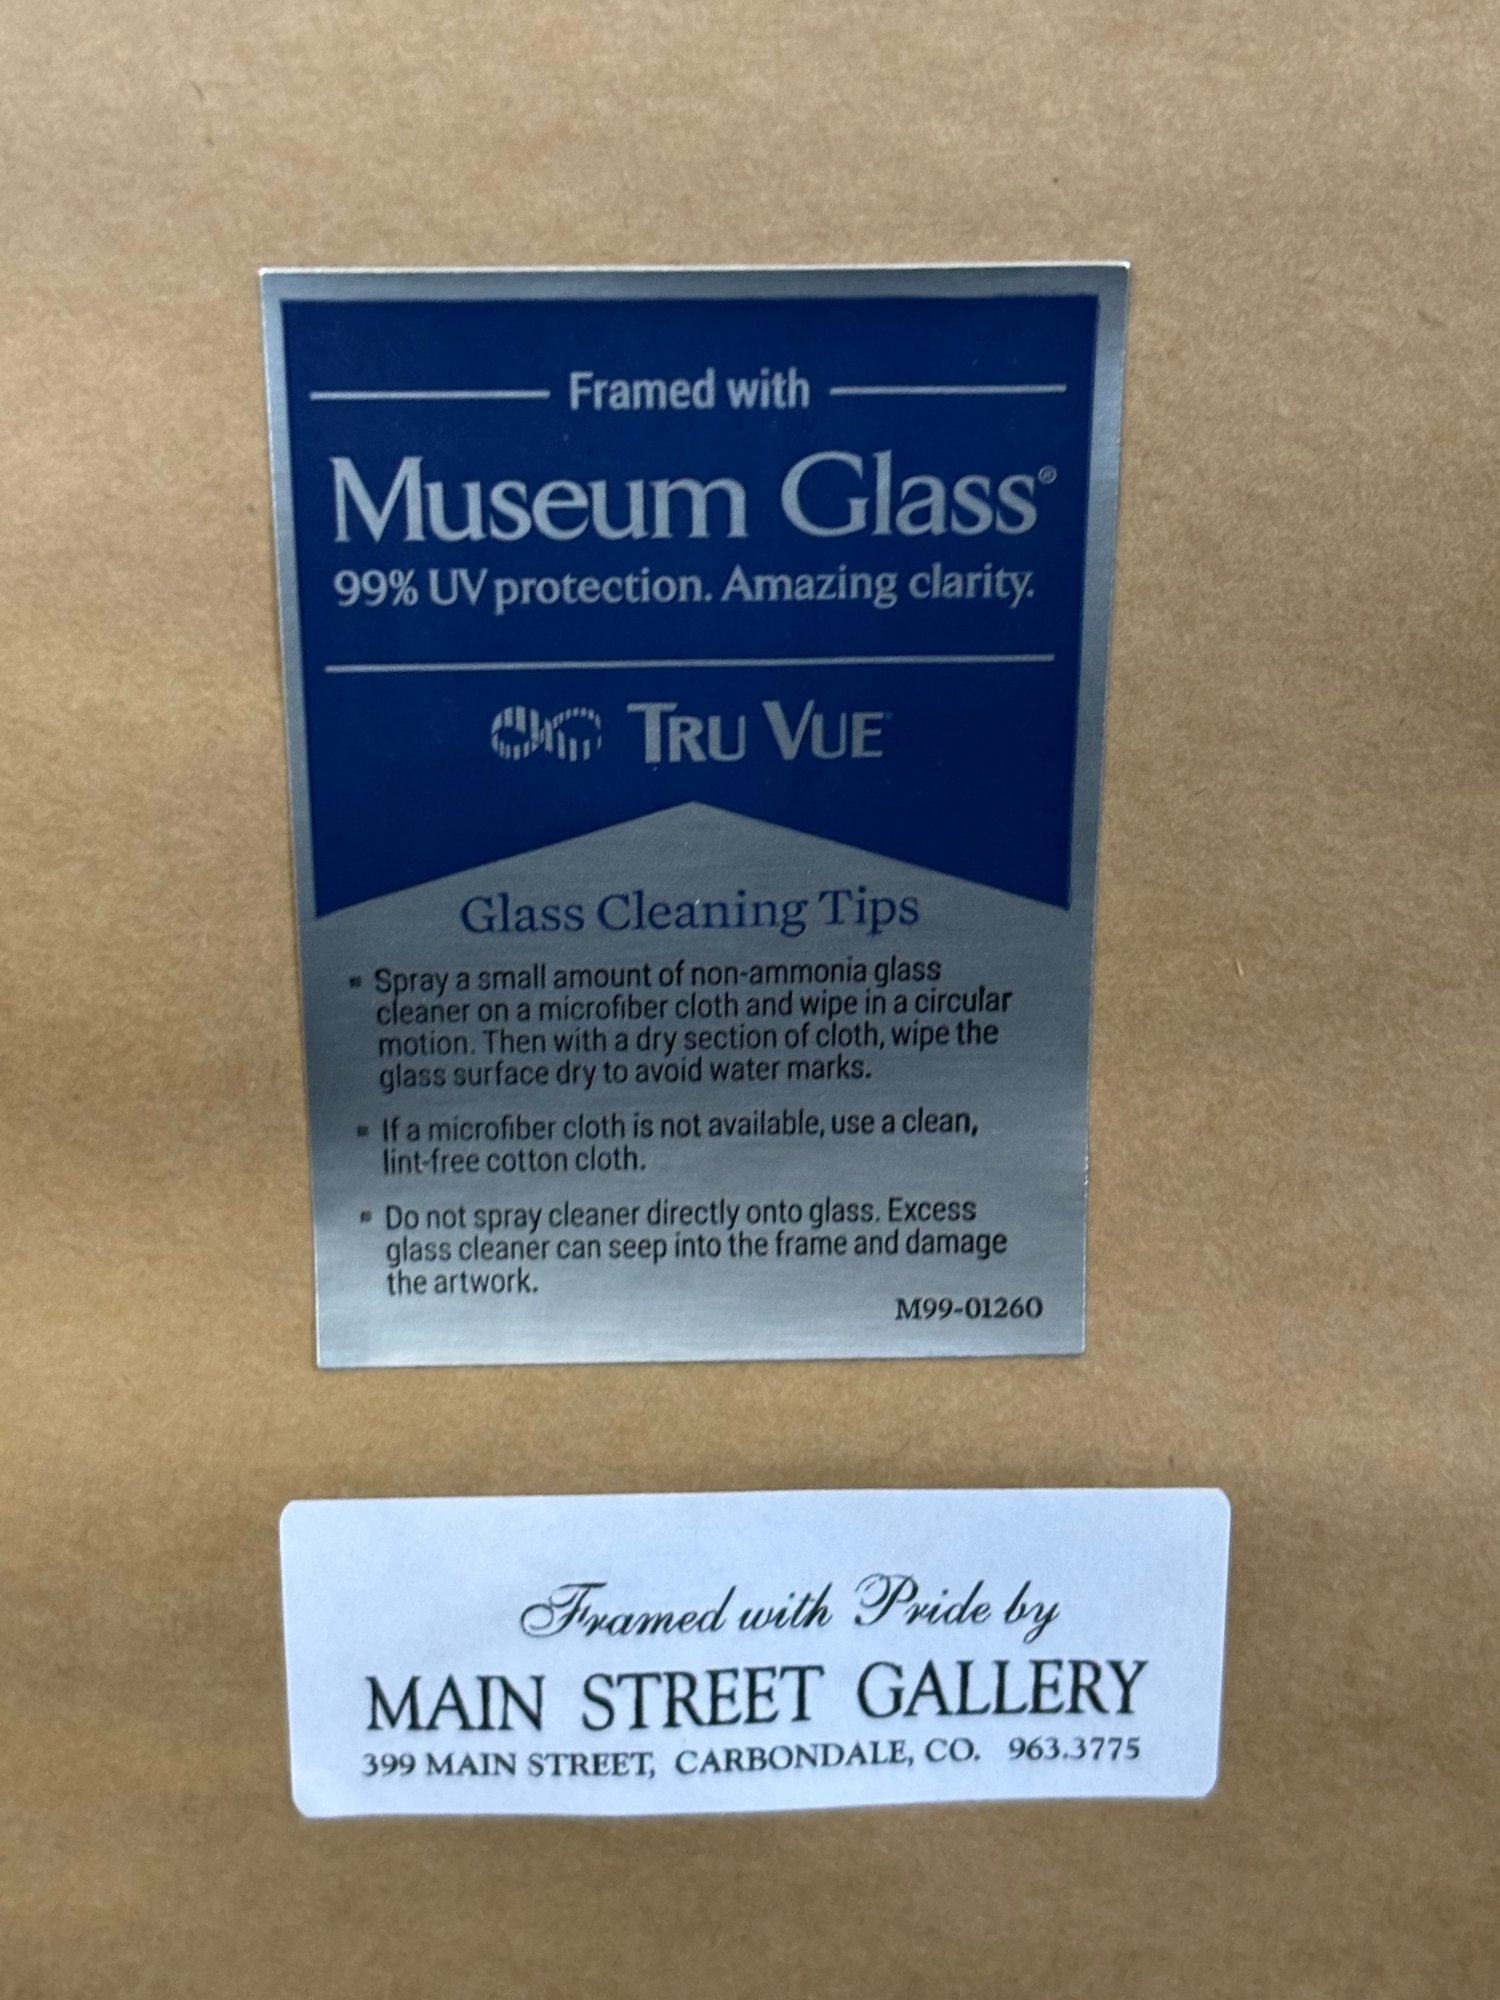 Framed with
Museum Glass®
99% UV protection. Amazing clarity.
TRU VUE
Glass Cleaning Tips
▪ Spray a small amount of non-ammonia glass
cleaner on a microfiber cloth and wipe in a circular
motion. Then with a dry section of cloth, wipe the
glass surface dry to avoid water marks.
▪ If a microfiber cloth is not available, use a clean,
lint-free cotton cloth.
▪ Do not spray cleaner directly onto glass. Excess
glass cleaner can seep into the frame and damage
the artwork.
M99-01260
Framed with Pride by
MAIN STREET GALLERY
399 MAIN STREET, CARBONDALE, CO. 963.3775